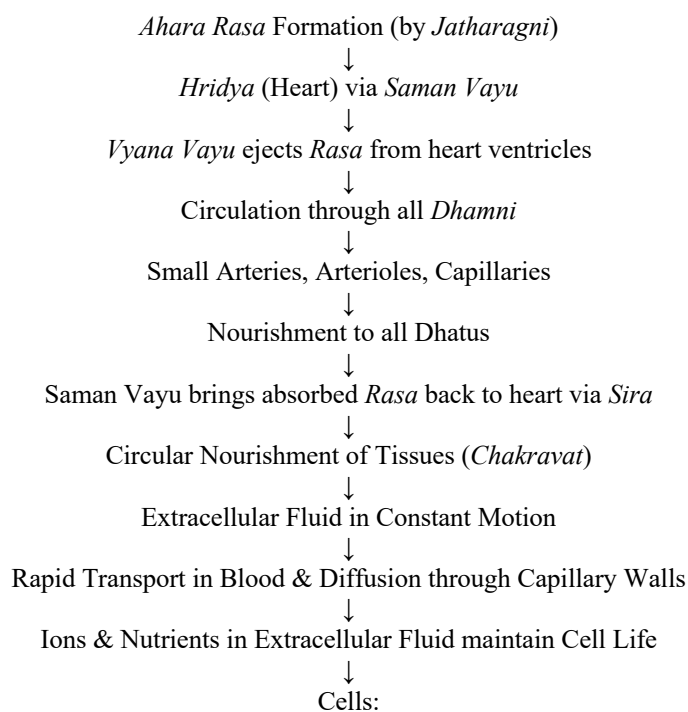 Ahara Rasa Formation (by Jatharagni)
↓
Hridya (Heart) via Saman Vayu
↓
Vyana Vayu ejects Rasa from heart ventricles
↓
Circulation through all Dhamni
↓
Small Arteries, Arterioles, Capillaries
↓
Nourishment to all Dhatus
↓
Saman Vayu brings absorbed Rasa back to heart via Sira
↓
Circular Nourishment of Tissues (Chakravat)
↓
Extracellular Fluid in Constant Motion
↓
Rapid Transport in Blood & Diffusion through Capillary Walls
↓
Ions & Nutrients in Extracellular Fluid maintain Cell Life
↓
Cells: